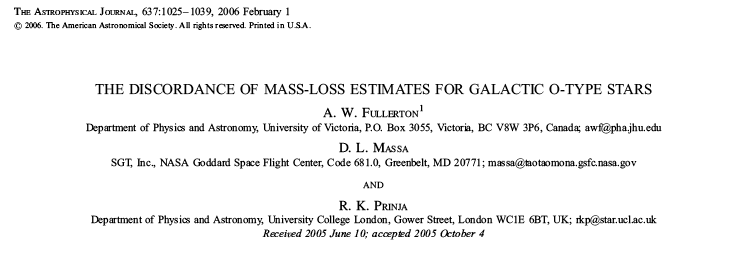 THE ASTROPHYSICAL JOURNAL, 637:1025–1039, 2006 February 1
© 2006. The American Astronomical Society. All rights reserved. Printed in U.S.A.
THE DISCORDANCE OF MASS-LOSS ESTIMATES FOR GALACTIC O-TYPE STARS
A. W. FULLERTON¹
Department of Physics and Astronomy, University of Victoria, P.O. Box 3055, Victoria, BC V8W 3P6, Canada; awf@pha.jhu.edu
D. L. MASSA
SGT, Inc., NASA Goddard Space Flight Center, Code 681.0, Greenbelt, MD 20771; massa@taotaomona.gsfc.nasa.gov
AND
R. K. PRINJA
Department of Physics and Astronomy, University College London, Gower Street, London WC1E 6BT, UK; rkp@star.ucl.ac.uk
Received 2005 June 10; accepted 2005 October 4